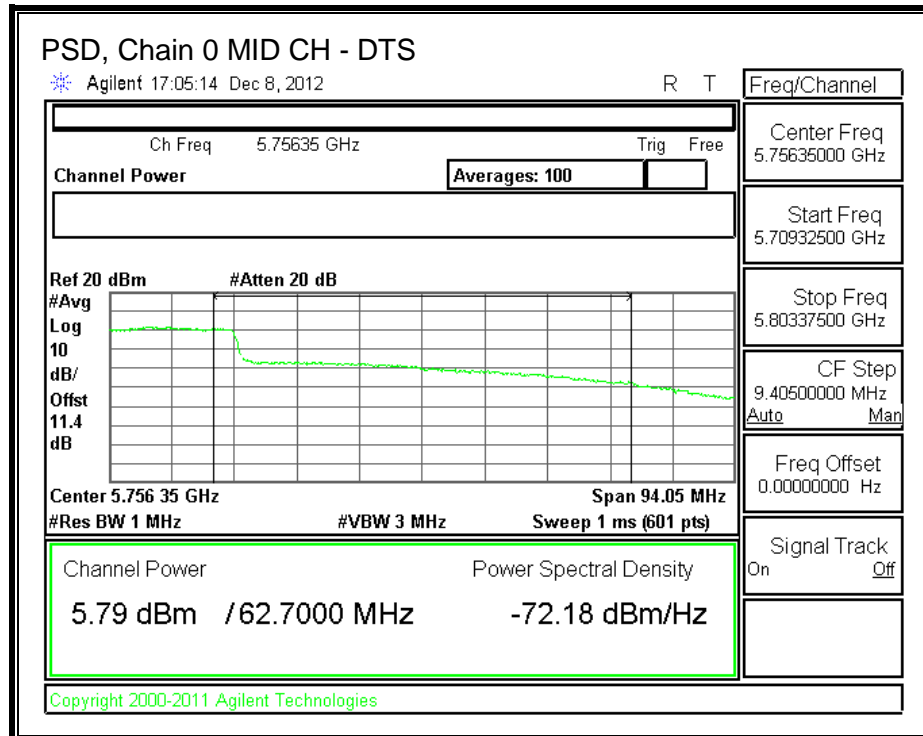 PSD, Chain 0 MID CH - DTS
Agilent 17:05:14 Dec 8, 2012 R T
Ch Freq 5.75635 GHz Trig Free
Channel Power Averages: 100
Ref 20 dBm #Atten 20 dB
#Avg
Log
10
dB/
Offst
11.4
dB
Center 5.756 35 GHz Span 94.05 MHz
#Res BW 1 MHz #VBW 3 MHz Sweep 1 ms (601 pts)
Channel Power Power Spectral Density
5.79 dBm /62.7000 MHz -72.18 dBm/Hz
Copyright 2000-2011 Agilent Technologies
Freq/Channel
Center Freq
5.75635000 GHz
Start Freq
5.70932500 GHz
Stop Freq
5.80337500 GHz
CF Step
9.40500000 MHz
Auto Man
Freq Offset
0.00000000 Hz
Signal Track
On Off